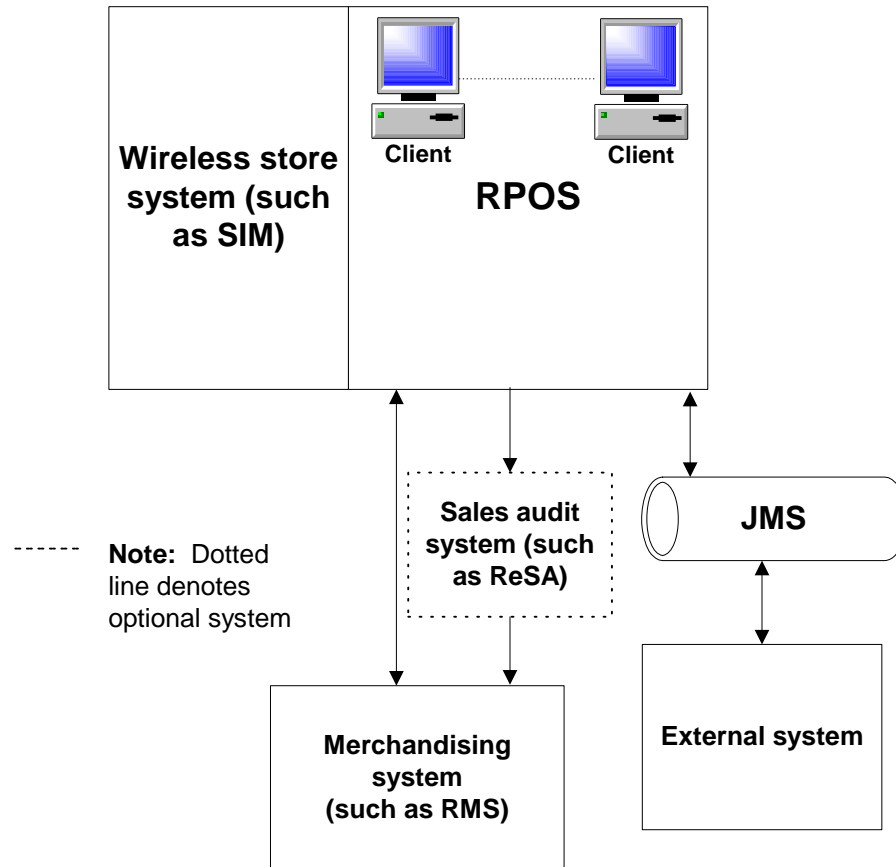 Client
Client
Wireless store
system (such
as SIM)
RPOS
Sales audit
system (such
as ReSA)
JMS
Note: Dotted
line denotes
optional system
Merchandising
system
(such as RMS)
External system